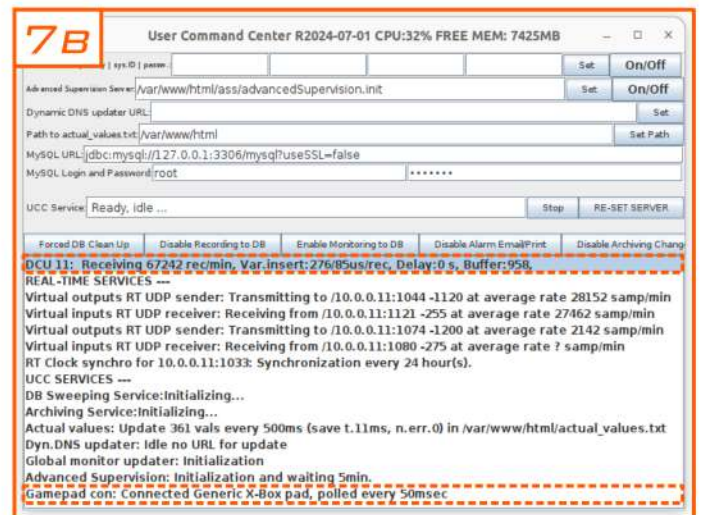 7B
User Command Center R2024-07-01 CPU:32% FREE MEM: 7425MB
| sys.ID | param.: Set On/Off
Advanced Supervision Server: /var/www/html/ass/advancedSupervision.init Set On/Off
Dynamic DNS updater URL: Set
Path to actual_values.txt: /var/www/html Set Path
MySQL URL: jdbc:mysql://127.0.0.1:3306/mysql?useSSL=false
MySQL Login and Password root •••••••
UCC Service: Ready, idle ... Stop RE-SET SERVER
Forced DB Clean Up Disable Recording to DB Enable Monitoring to DB Disable Alarm Email/Print Disable Archiving Chang
DCU 11: Receiving 67242 rec/min, Var.insert:276/85us/rec, Delay:0 s, Buffer:958,
REAL-TIME SERVICES ---
Virtual outputs RT UDP sender: Transmitting to /10.0.0.11:1044 -1120 at average rate 28152 samp/min
Virtual inputs RT UDP receiver: Receiving from /10.0.0.11:1121 -255 at average rate 27462 samp/min
Virtual outputs RT UDP sender: Transmitting to /10.0.0.11:1074 -1200 at average rate 2142 samp/min
Virtual inputs RT UDP receiver: Receiving from /10.0.0.11:1080 -275 at average rate ? samp/min
RT Clock synchro for 10.0.0.11:1033: Synchronization every 24 hour(s).
UCC SERVICES ---
DB Sweeping Service:Initializing...
Archiving Service:Initializing...
Actual values: Update 361 vals every 500ms (save t.11ms, n.err.0) in /var/www/html/actual_values.txt
Dyn.DNS updater: Idle no URL for update
Global monitor updater: Initialization
Advanced Supervision: Initialization and waiting 5min.
Gamepad con: Connected Generic X-Box pad, polled every 50msec